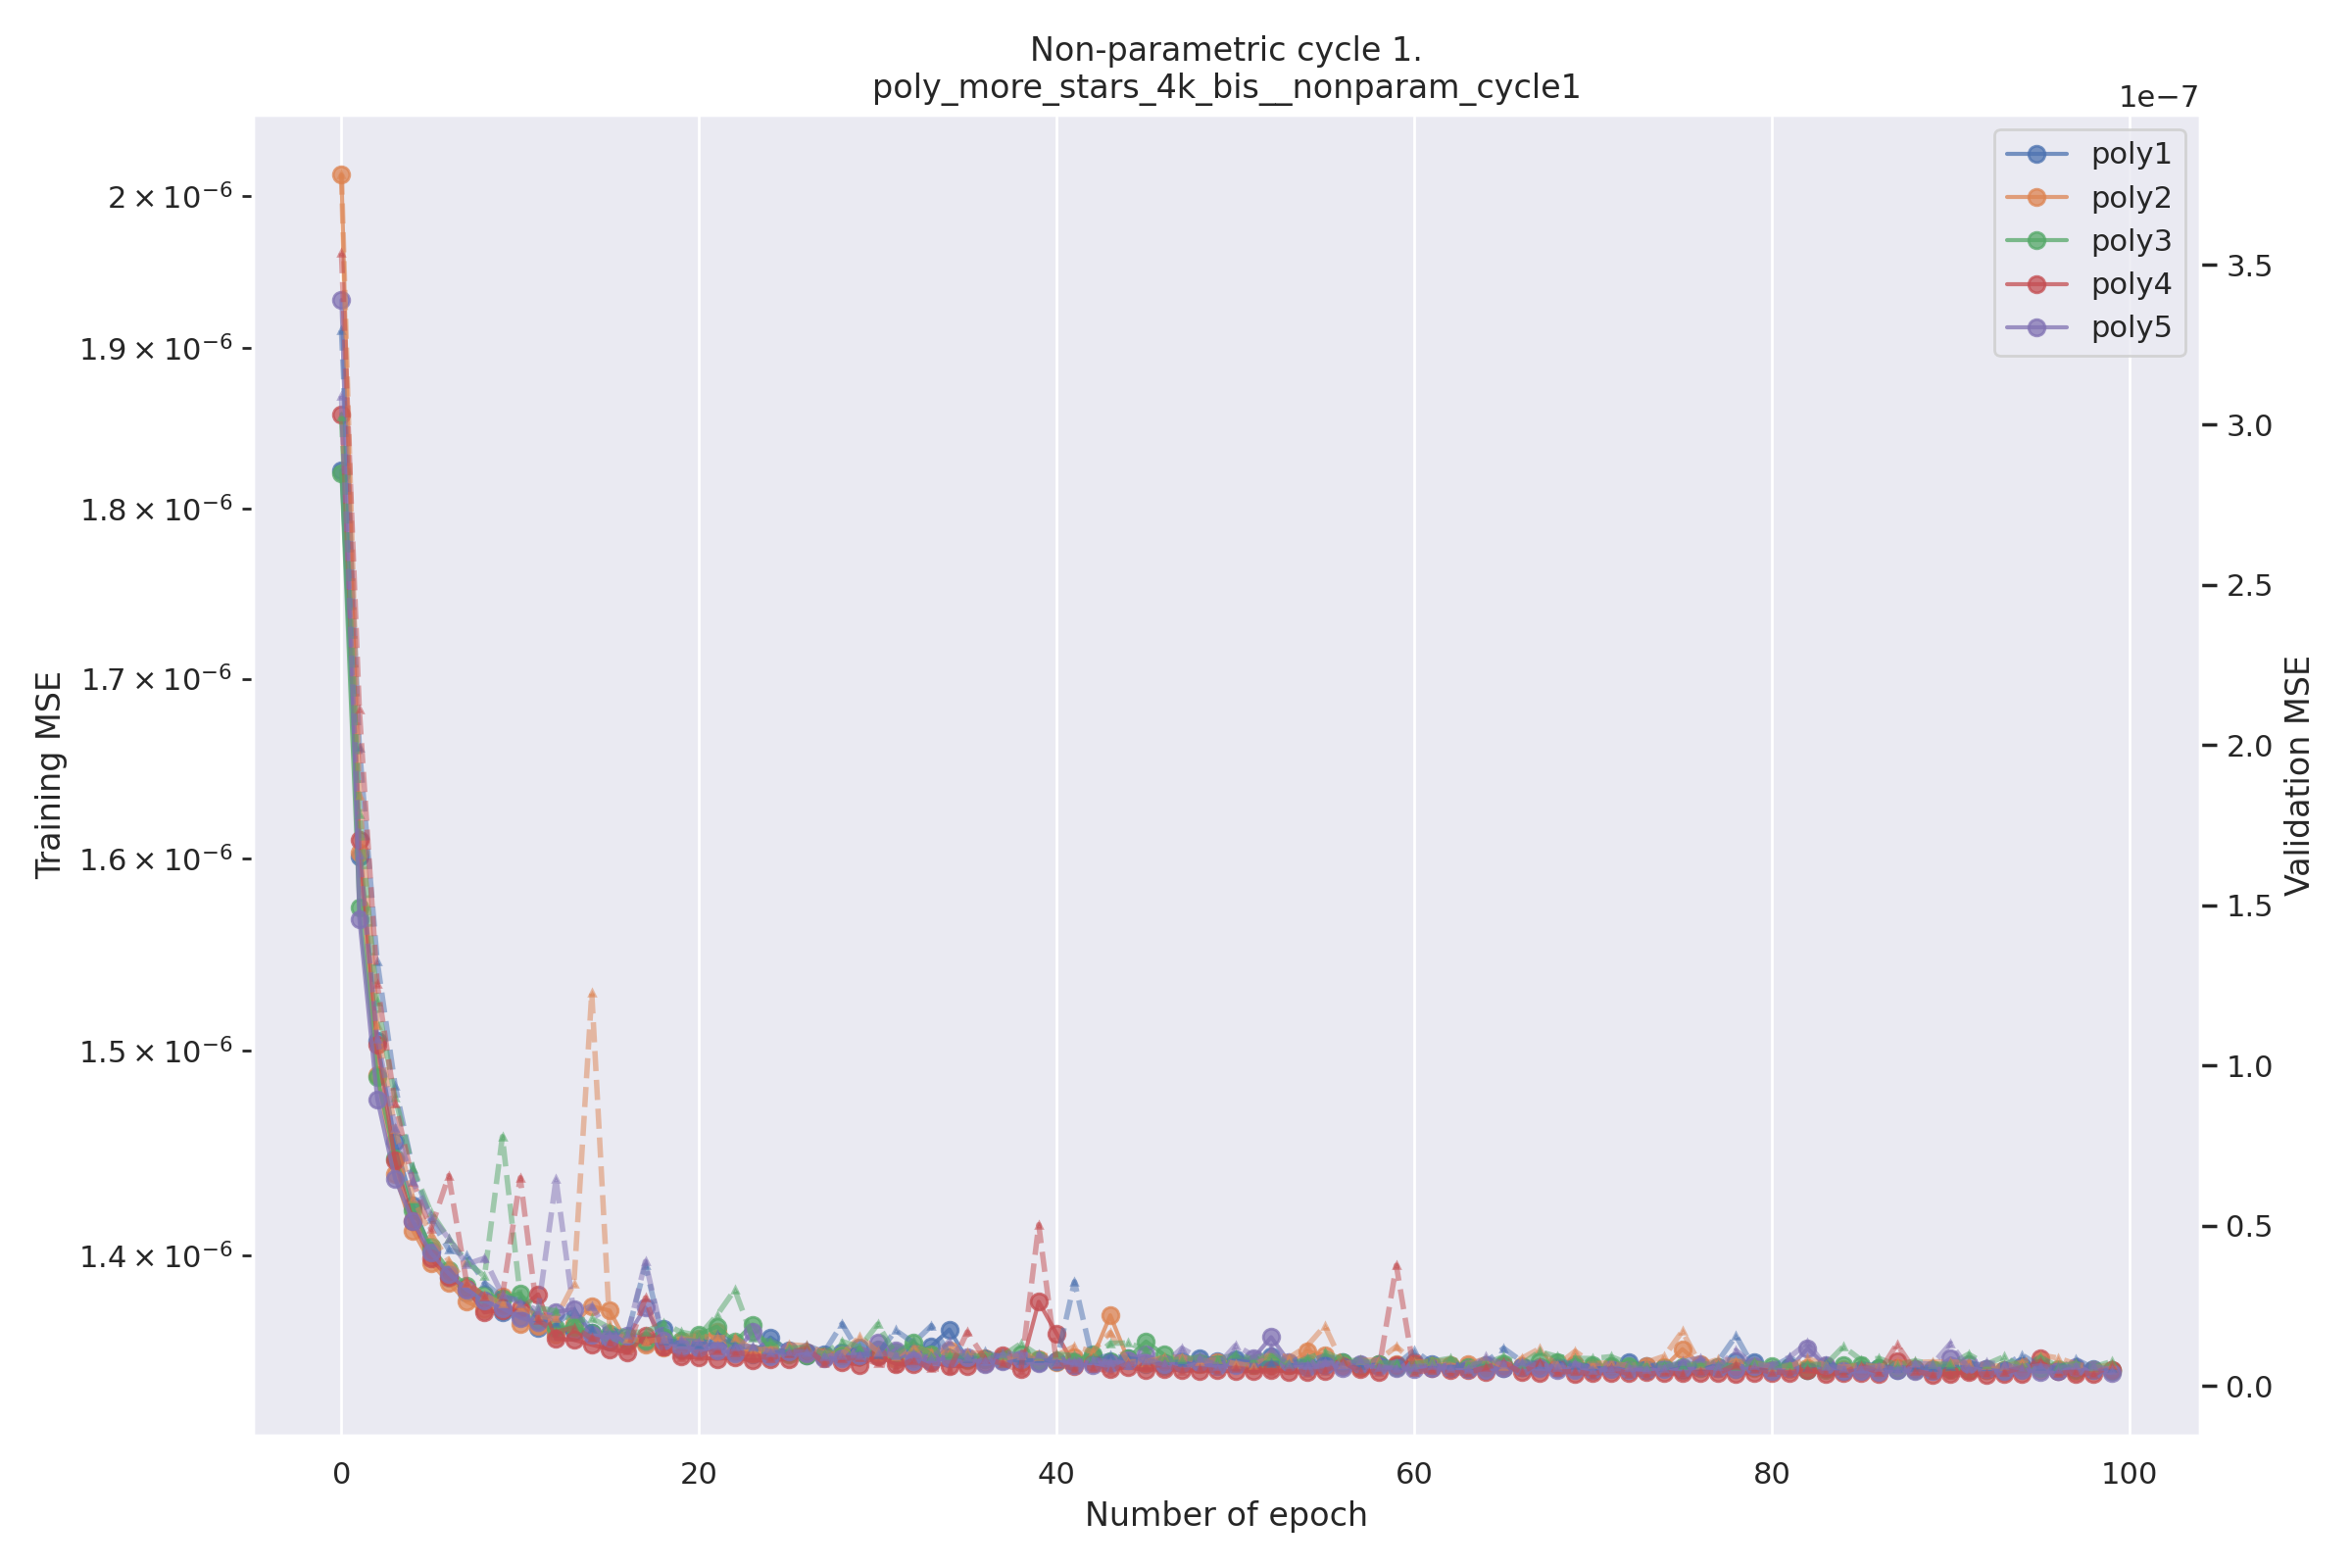 Non-parametric cycle 1.
poly_more_stars_4k_bis__nonparam_cycle1
1e−7
2 × 10⁻⁶
1.9 × 10⁻⁶
1.8 × 10⁻⁶
1.7 × 10⁻⁶
1.6 × 10⁻⁶
1.5 × 10⁻⁶
1.4 × 10⁻⁶
Training MSE
poly1
poly2
poly3
poly4
poly5
3.5
3.0
2.5
2.0
1.5
1.0
0.5
0.0
Validation MSE
0 20 40 60 80 100
Number of epoch